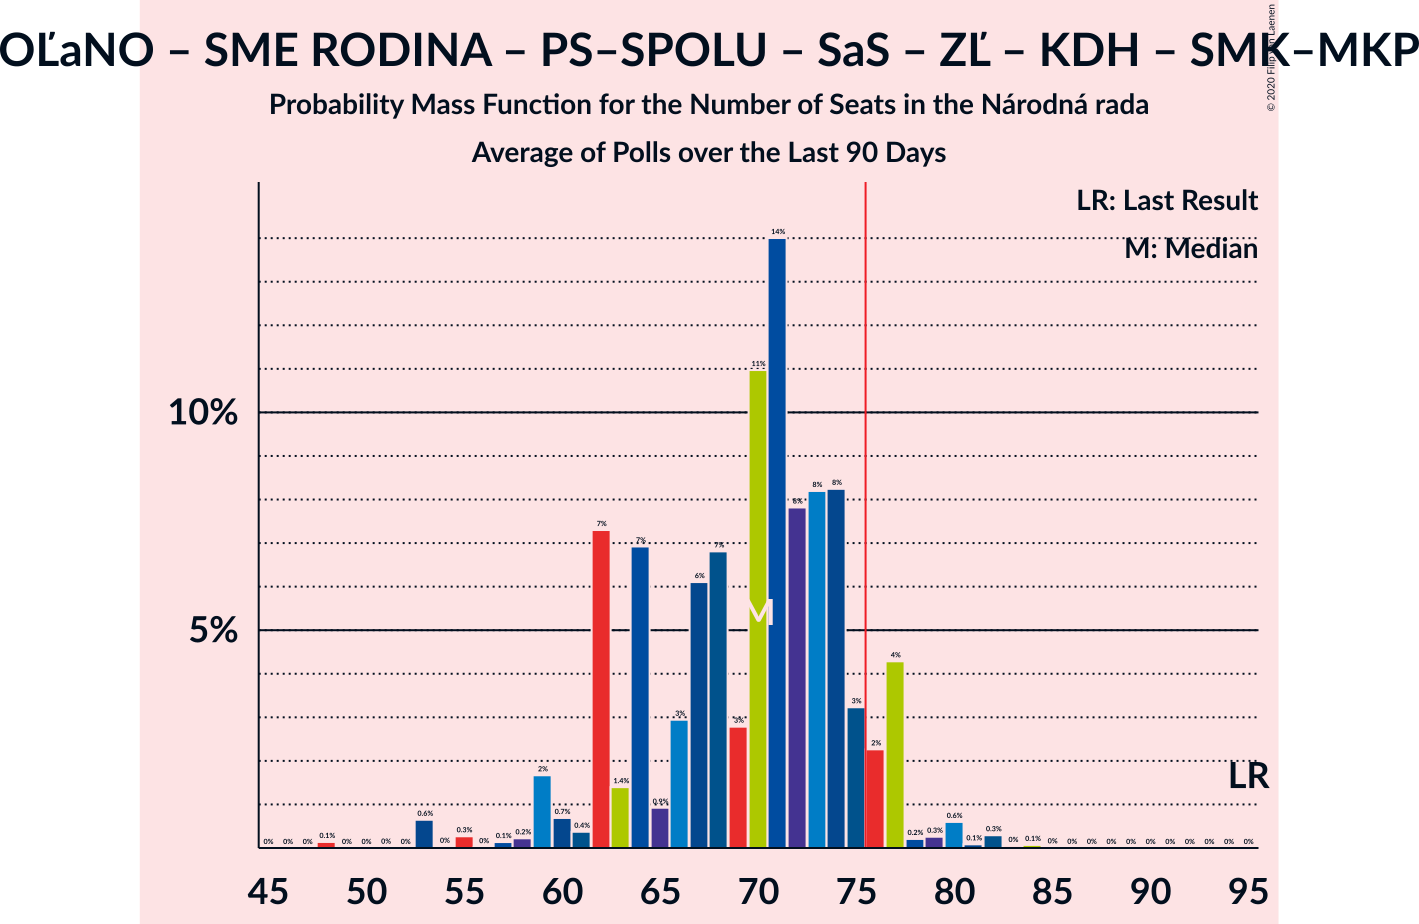 OĽaNO – SME RODINA – PS–SPOLU – SaS – ZĽ – KDH – SMK–MKP
© 2020 Filip van Laenen
Probability Mass Function for the Number of Seats in the Národná rada
Average of Polls over the Last 90 Days
LR: Last Result
M: Median
14%
11%
10%
8% 8% 8%
7% 7% 7%
6%
M
5%
4%
3% 3% 3%
2% 2%
LR
1.4%
0.9%
0.6% 0.7% 0.4% 0.6%
0% 0% 0% 0.1% 0% 0% 0% 0% 0% 0.3% 0% 0.1% 0.2% 0.2% 0.3% 0.1% 0.3% 0% 0.1% 0% 0% 0% 0% 0% 0% 0% 0% 0% 0% 0%
45 50 55 60 65 70 75 80 85 90 95